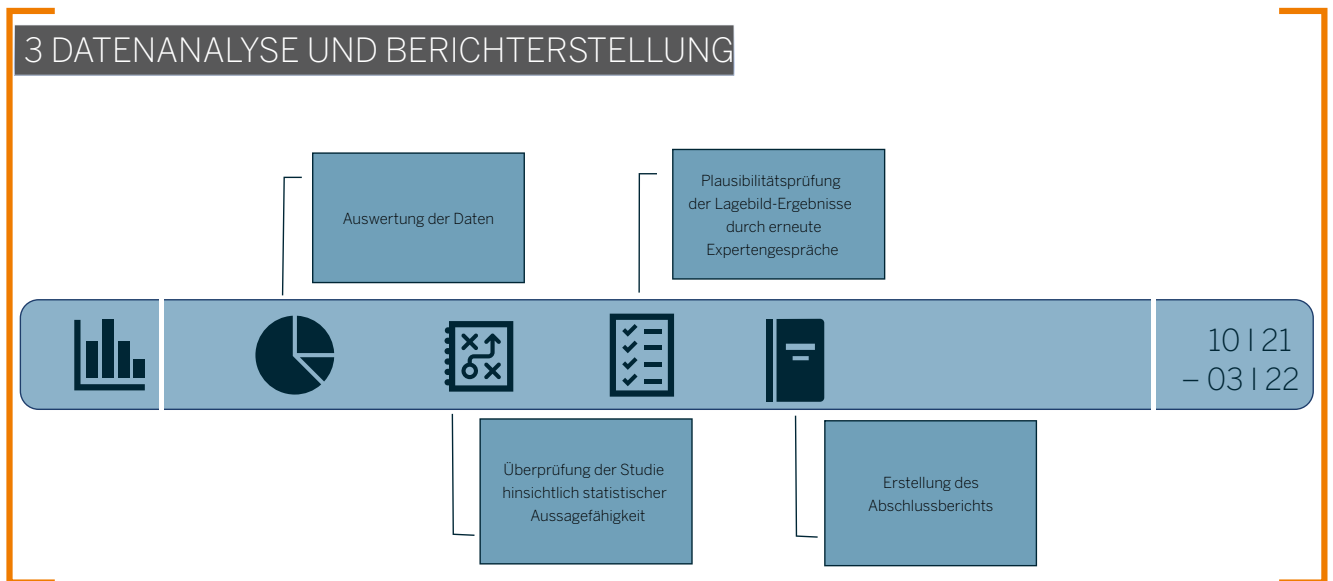 3 DATENANALYSE UND BERICHTERSTELLUNG
Auswertung der Daten
Plausibilitätsprüfung
der Lagebild-Ergebnisse
durch erneute
Expertengespräche
10 | 21
– 03 | 22
Überprüfung der Studie
hinsichtlich statistischer
Aussagefähigkeit
Erstellung des
Abschlussberichts